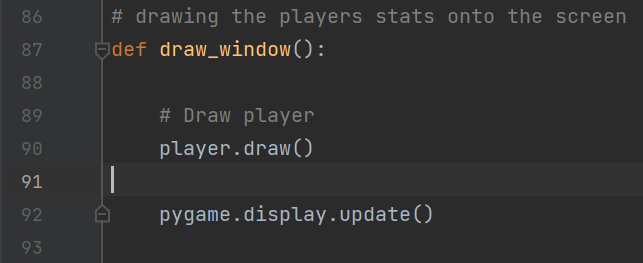 86 # drawing the players stats onto the screen
87 def draw_window():
88
89     # Draw player
90     player.draw()
91
92     pygame.display.update()
93